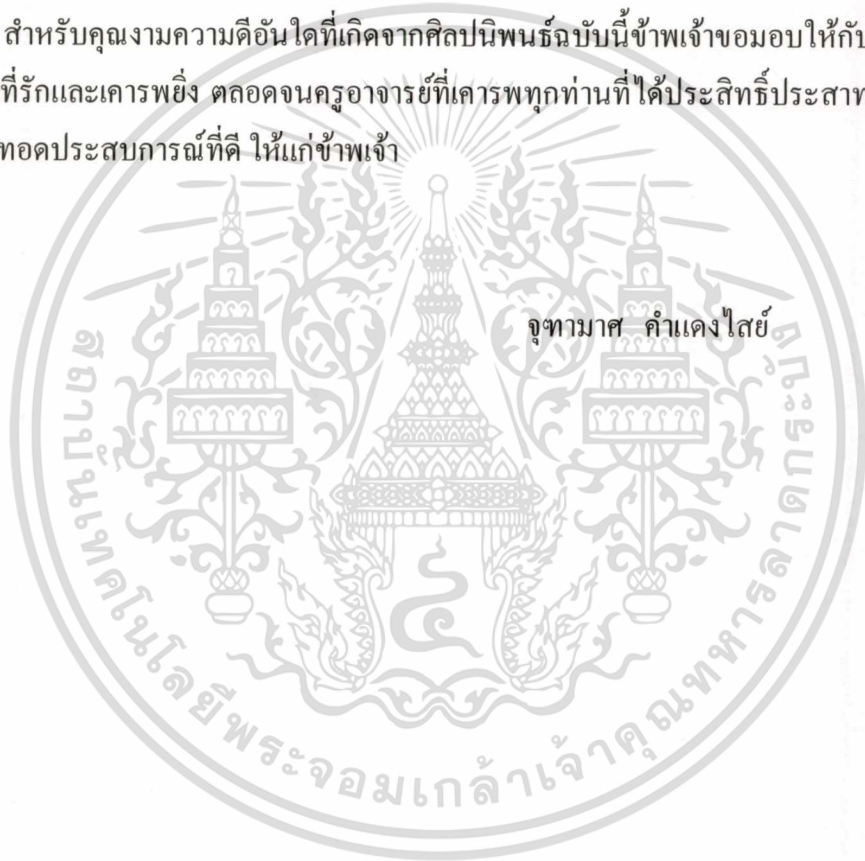 สำหรับคุณงามความดีอันใดที่เกิดจากศิลปนิพนธ์ฉบับนี้ข้าพเจ้าขอมอบให้กับ
ที่รักและเคารพยิ่ง ตลอดจนครูอาจารย์ที่เคารพทุกท่านที่ได้ประสิทธิ์ประสาท
ทอดประสบการณ์ที่ดี ให้แก่ข้าพเจ้า
จุฑามาศ คำแดงไสย์
สถาบันเทคโนโลยีพระจอมเกล้าเจ้าคุณทหารลาดกระบัง